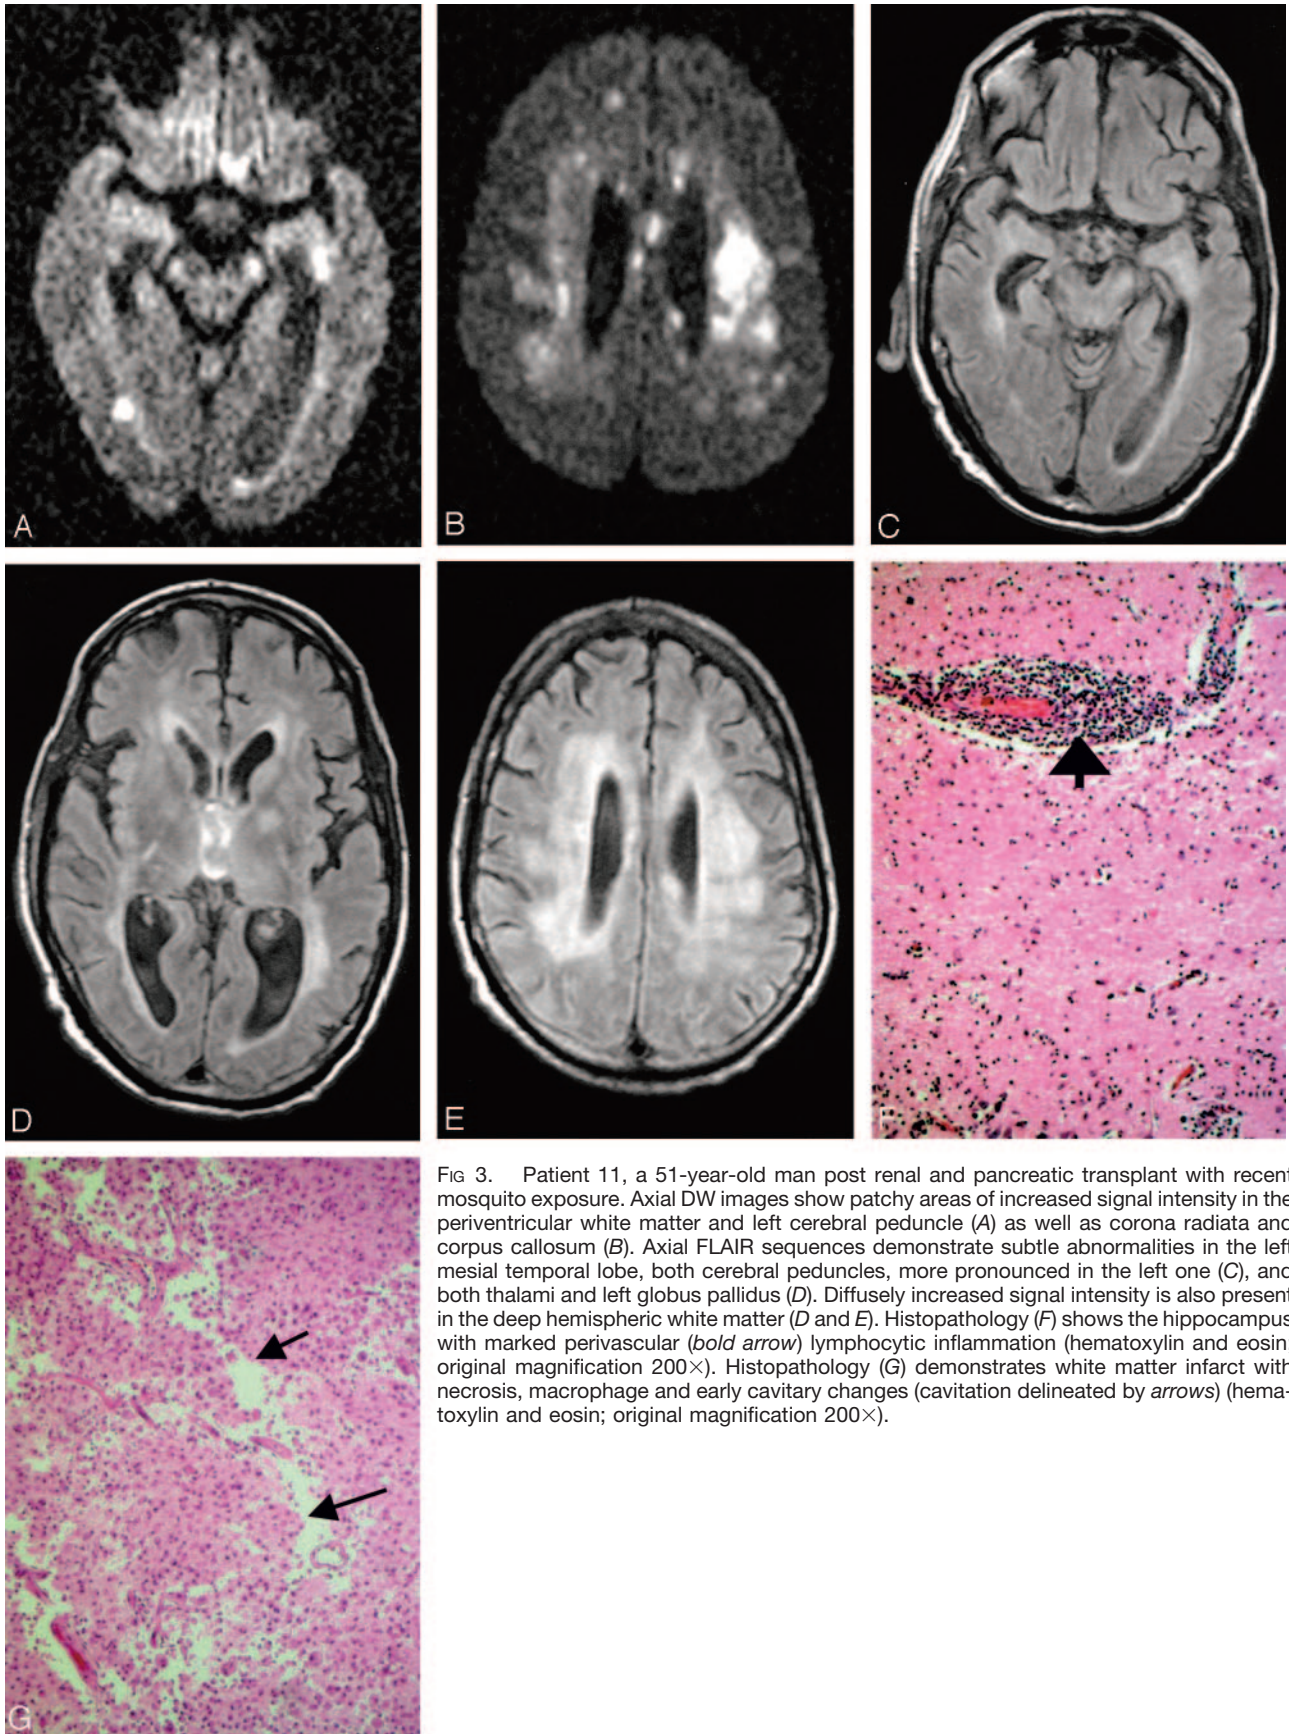 A
B
C
D
E
F
G
FIG 3. Patient 11, a 51-year-old man post renal and pancreatic transplant with recent
mosquito exposure. Axial DW images show patchy areas of increased signal intensity in the
periventricular white matter and left cerebral peduncle (A) as well as corona radiata and
corpus callosum (B). Axial FLAIR sequences demonstrate subtle abnormalities in the left
mesial temporal lobe, both cerebral peduncles, more pronounced in the left one (C), and
both thalami and left globus pallidus (D). Diffusely increased signal intensity is also present
in the deep hemispheric white matter (D and E). Histopathology (F) shows the hippocampus
with marked perivascular (bold arrow) lymphocytic inflammation (hematoxylin and eosin;
original magnification 200×). Histopathology (G) demonstrates white matter infarct with
necrosis, macrophage and early cavitary changes (cavitation delineated by arrows) (hema-
toxylin and eosin; original magnification 200×).